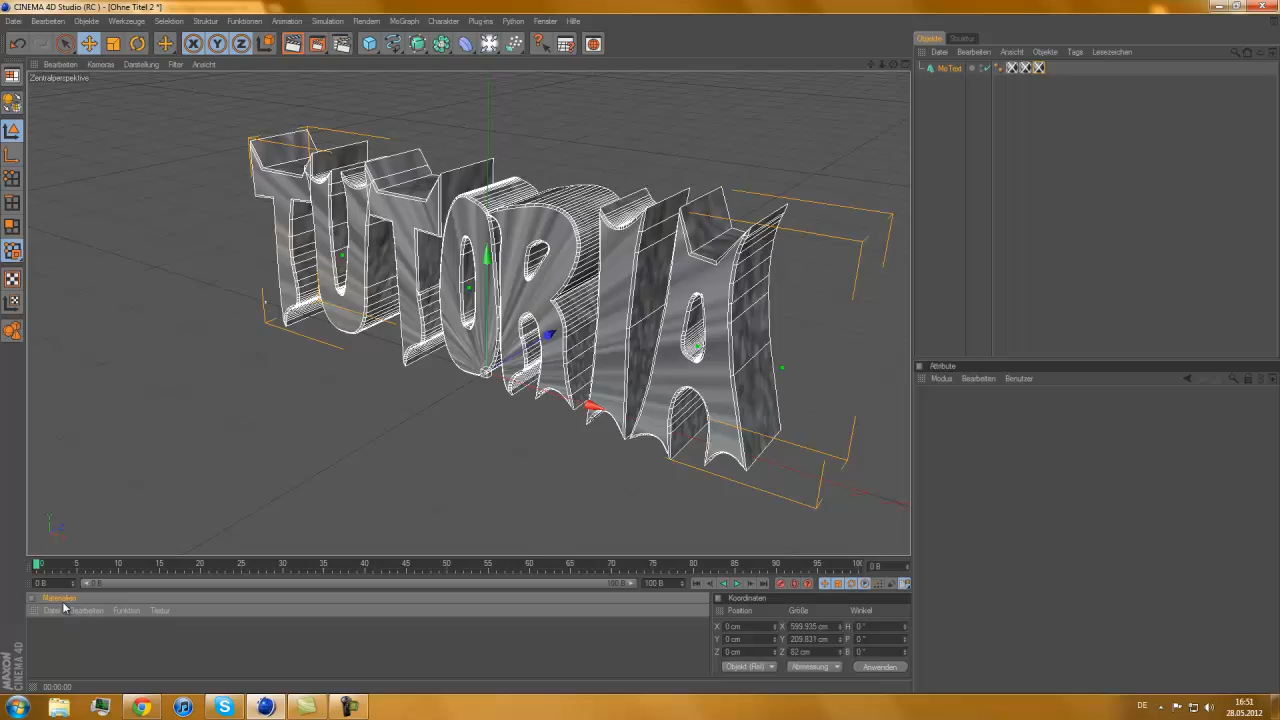 CINEMA 4D Studio (RC) - [Ohne Titel 2 *]
Datei Bearbeiten Objekte Werkzeuge Selektion Struktur Funktionen Animation Simulation Rendern MoGraph Charakter Plug-ins Python Fenster Hilfe
X Y Z
Bearbeiten Kameras Darstellung Filter Ansicht
Zentralperspektive
Objekte Struktur
Datei Bearbeiten Ansicht Objekte Tags Lesezeichen
MoText
TUTORIA
Y
Attribute
Modus Bearbeiten Benutzer
0 5 10 15 20 25 30 35 40 45 50 55 60 65 70 75 80 85 90 95 100
0 B
0 B 0 B 100 B 100 B
Materialien
Datei Bearbeiten Funktion Textur
Koordinaten
Position Größe Winkel
X 0 cm X 599.935 cm H 0 °
Y 0 cm Y 209.831 cm P 0 °
Z 0 cm Z 82 cm B 0 °
Objekt (Rel) Abmessung Anwenden
MAXON
CINEMA 4D
00:00:00
DE
16:51
28.05.2012